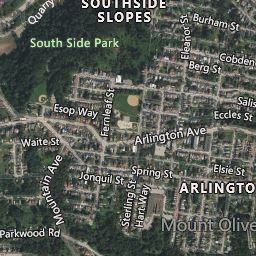 SOUTHSIDE
SLOPES
Quarry
Burham St
Eleanor St
South Side Park
Cobden
Berg St
Fernleaf St
Salis
Esop Way
Eccles St
Arlington Ave
Waite St
Mountain Ave
Spring St
Elsie St
Jonquil St
ARLINGTO
Sterling St
Hart Way
Mount Olive
Parkwood Rd